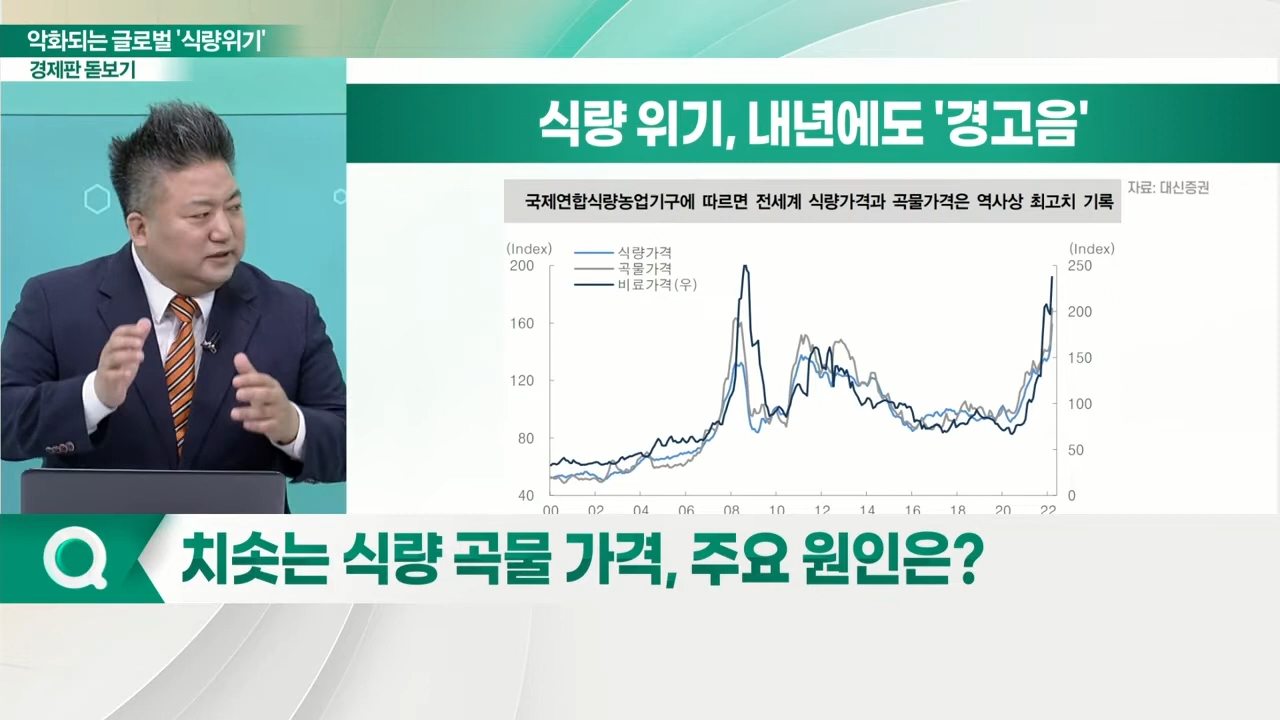 악화되는 글로벌 '식량위기'
경제판 돋보기
식량 위기, 내년에도 '경고음'
국제연합식량농업기구에 따르면 전세계 식량가격과 곡물가격은 역사상 최고치 기록
자료: 대신증권
(Index)
(Index)
식량가격
곡물가격
비료가격(우)
200
160
120
80
40
250
200
150
100
50
0
00 02 04 06 08 10 12 14 16 18 20 22
Q
치솟는 식량 곡물 가격, 주요 원인은?